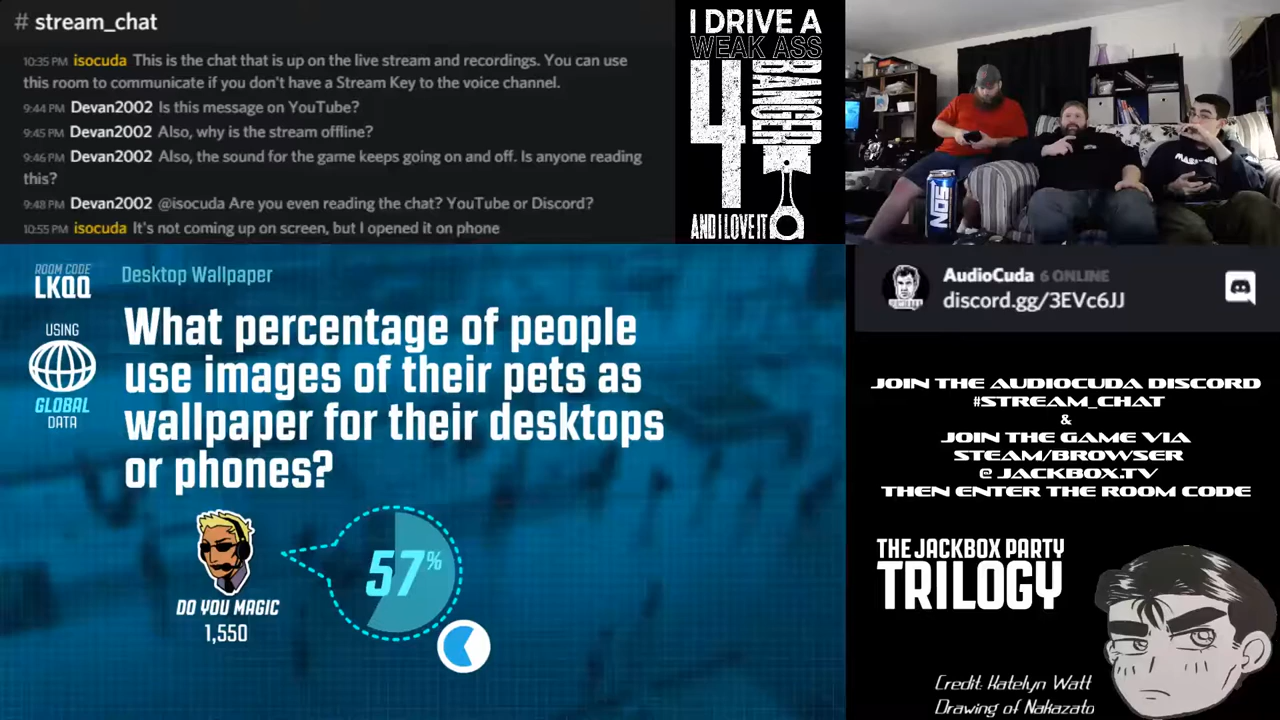 # stream_chat
10:35 PM isocuda This is the chat that is up on the live stream and recordings. You can use
this room to communicate if you don't have a Stream Key to the voice channel.
9:44 PM Devan2002 Is this message on YouTube?
9:45 PM Devan2002 Also, why is the stream offline?
9:46 PM Devan2002 Also, the sound for the game keeps going on and off. Is anyone reading
this?
9:48 PM Devan2002 @isocuda Are you even reading the chat? YouTube or Discord?
10:55 PM isocuda It's not coming up on screen, but I opened it on phone
I DRIVE A
WEAK ASS
4
RANGER
AND I LOVE IT
NOS
ROOM CODE
LKQQ
USING
GLOBAL
DATA
Desktop Wallpaper
What percentage of people
use images of their pets as
wallpaper for their desktops
or phones?
57%
DO YOU MAGIC
1,550
AudioCuda 6 ONLINE
discord.gg/3EVc6JJ
JOIN THE AUDIOCUDA DISCORD
#STREAM_CHAT
&
JOIN THE GAME VIA
STEAM/BROWSER
@ JACKBOX.TV
THEN ENTER THE ROOM CODE
THE JACKBOX PARTY
TRILOGY
Credit: Katelyn Watt
Drawing of Nakazato